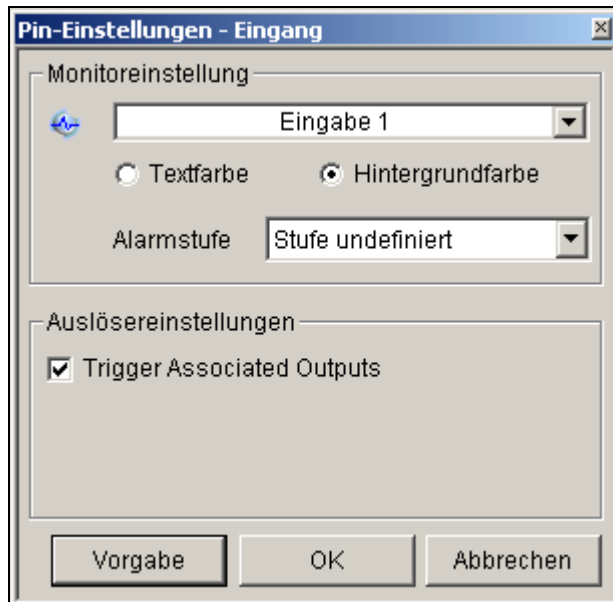 Pin-Einstellungen - Eingang
Monitoreinstellung
Eingabe 1
Textfarbe Hintergrundfarbe
Alarmstufe Stufe undefiniert
Auslösereinstellungen
Trigger Associated Outputs
Vorgabe OK Abbrechen